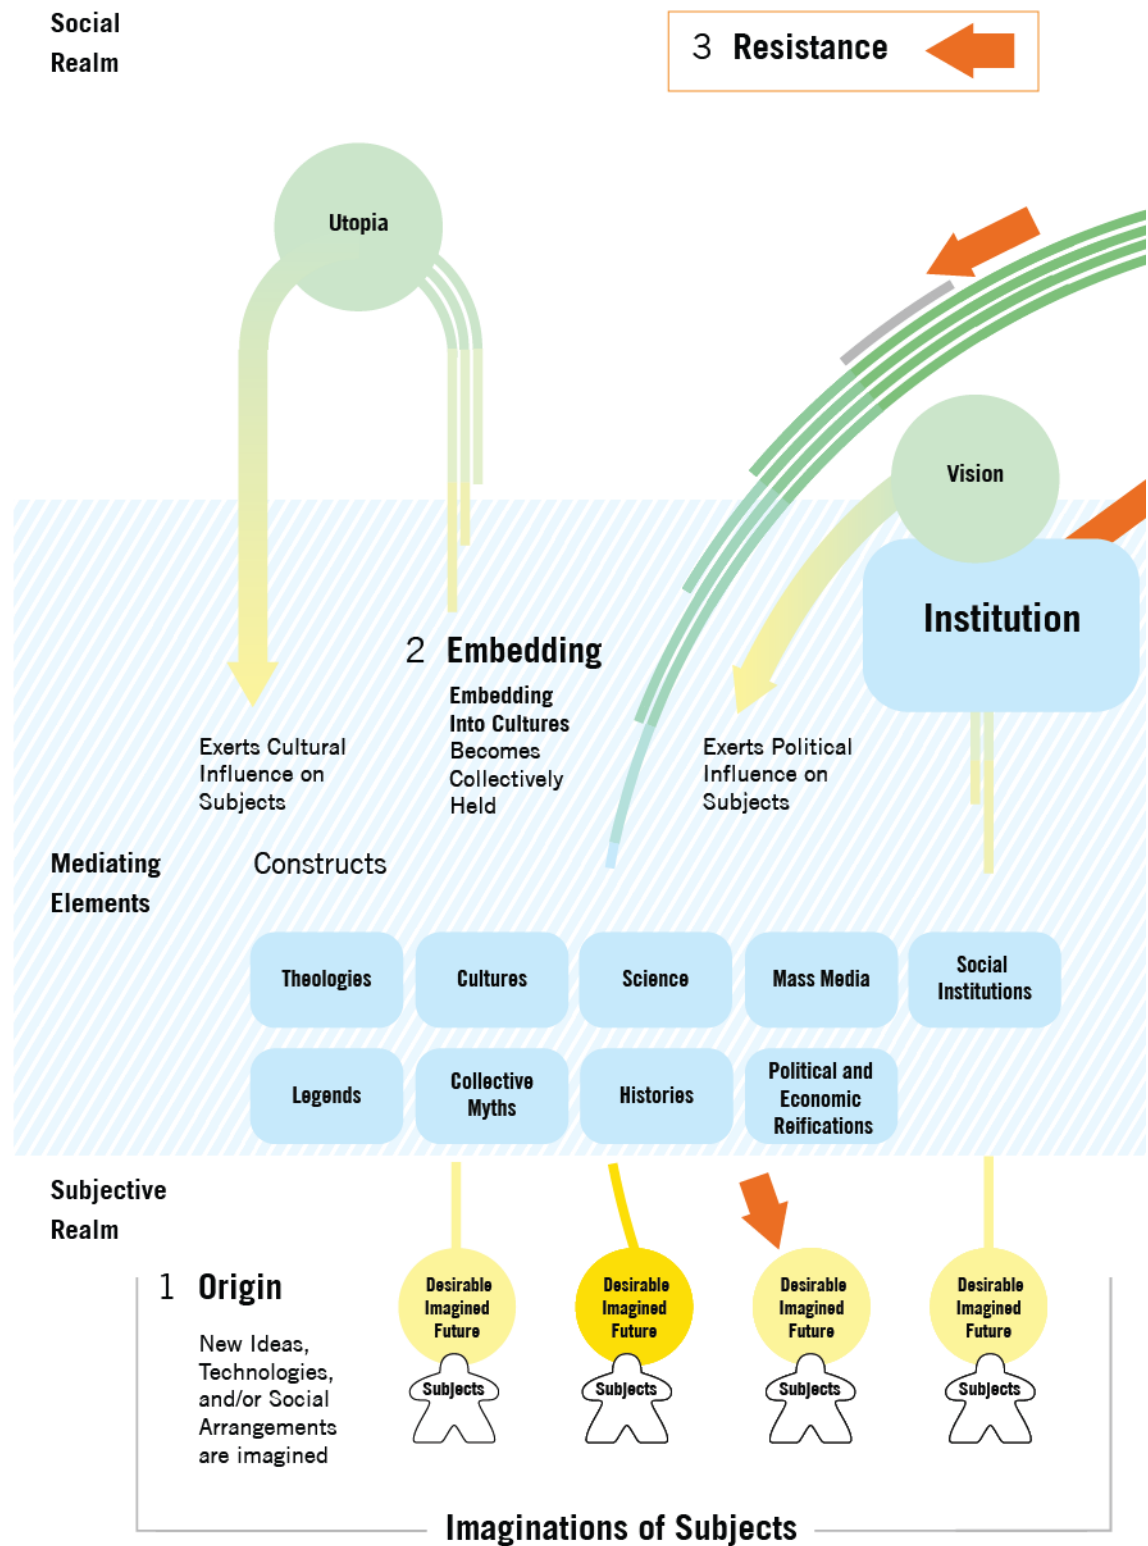 Social
Realm
3 Resistance
Utopia
Vision
Institution
2 Embedding
Embedding
Into Cultures
Becomes
Collectively
Held
Exerts Cultural
Influence on
Subjects
Exerts Political
Influence on
Subjects
Mediating
Elements
Constructs
Theologies
Cultures
Science
Mass Media
Social
Institutions
Legends
Collective
Myths
Histories
Political and
Economic
Reifications
Subjective
Realm
1 Origin
New Ideas,
Technologies,
and/or Social
Arrangements
are imagined
Desirable
Imagined
Future
Subjects
Desirable
Imagined
Future
Subjects
Desirable
Imagined
Future
Subjects
Desirable
Imagined
Future
Subjects
Imaginations of Subjects